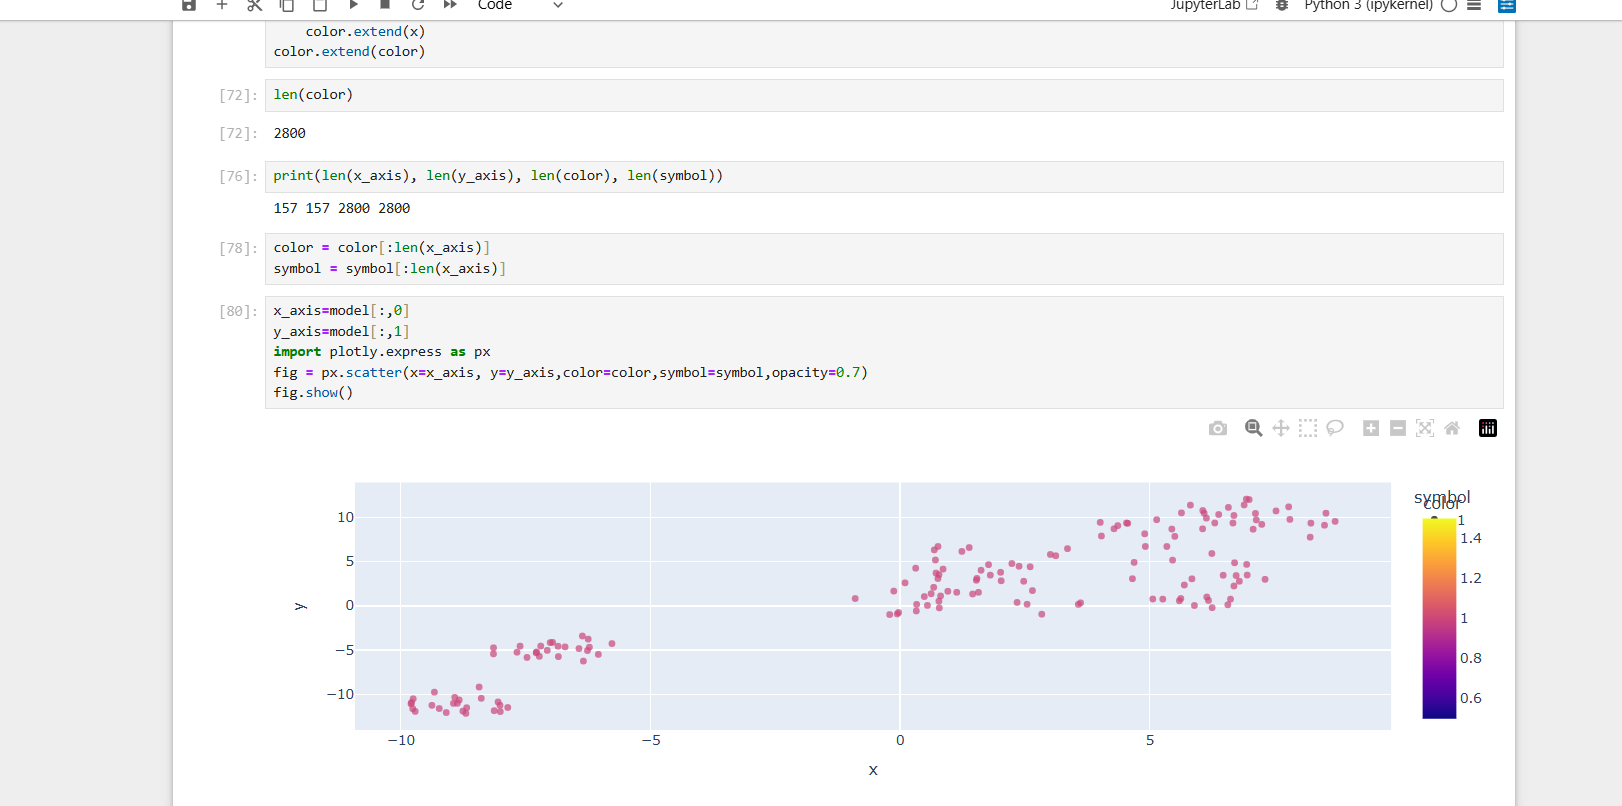 Code
JupyterLab
Python 3 (ipykernel)
color.extend(x)
color.extend(color)
[72]:
len(color)
[72]:
2800
[76]:
print(len(x_axis), len(y_axis), len(color), len(symbol))
157 157 2800 2800
[78]:
color = color[:len(x_axis)]
symbol = symbol[:len(x_axis)]
[80]:
x_axis=model[:,0]
y_axis=model[:,1]
import plotly.express as px
fig = px.scatter(x=x_axis, y=y_axis,color=color,symbol=symbol,opacity=0.7)
fig.show()
symbol
color
1
1.4
1.2
1
0.8
0.6
10
5
0
−5
−10
y
−10
−5
0
5
x